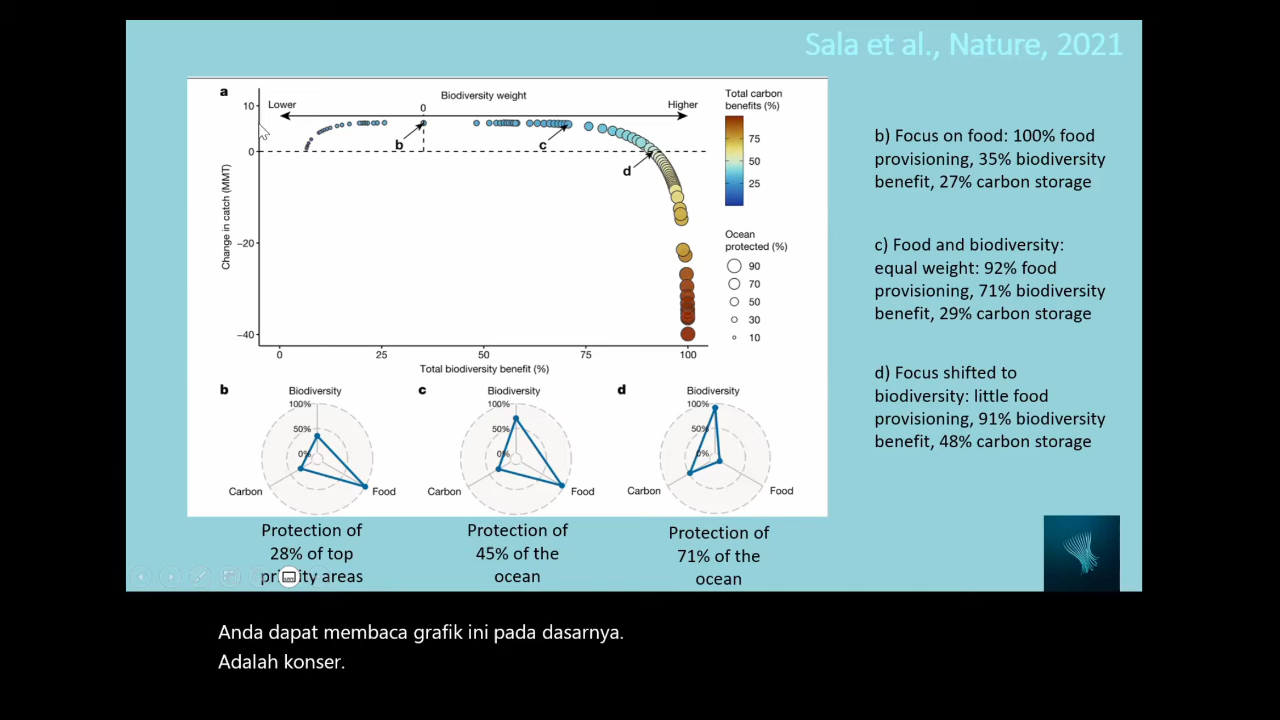 Sala et al., Nature, 2021
a
Biodiversity weight
Lower
0
Higher
Total carbon
benefits (%)
75
50
25
b
c
d
10
0
−20
−40
Change in catch (MMT)
0
25
50
75
100
Total biodiversity benefit (%)
Ocean
protected (%)
90
70
50
30
10
b
Biodiversity
100%
50%
0%
Carbon
Food
c
Biodiversity
100%
50%
0%
Carbon
Food
d
Biodiversity
100%
50%
0%
Carbon
Food
Protection of
28% of top
priority areas
Protection of
45% of the
ocean
Protection of
71% of the
ocean
b) Focus on food: 100% food
provisioning, 35% biodiversity
benefit, 27% carbon storage
c) Food and biodiversity:
equal weight: 92% food
provisioning, 71% biodiversity
benefit, 29% carbon storage
d) Focus shifted to
biodiversity: little food
provisioning, 91% biodiversity
benefit, 48% carbon storage
Anda dapat membaca grafik ini pada dasarnya.
Adalah konser.